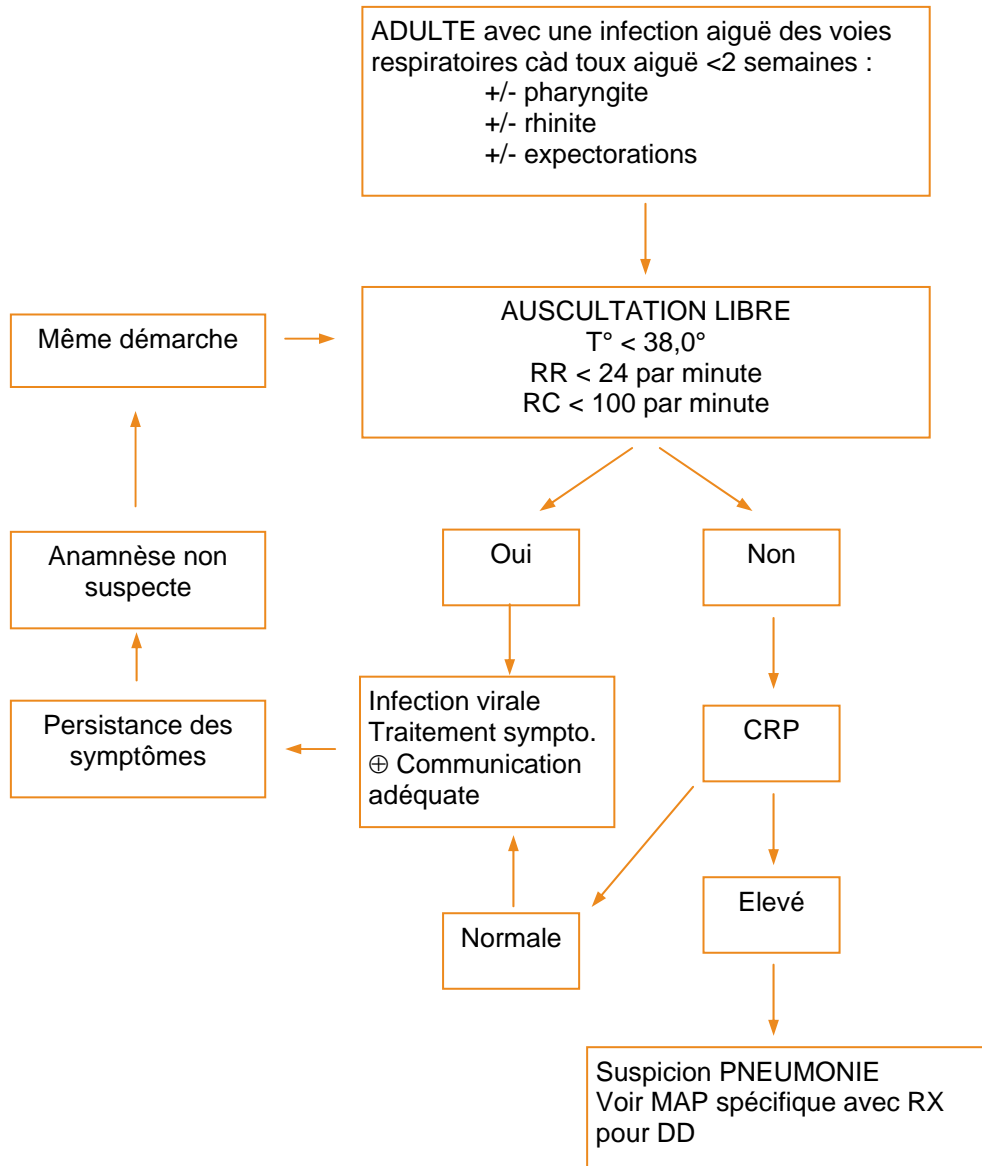 ADULTE avec une infection aiguë des voies
respiratoires càd toux aiguë <2 semaines :
+/- pharyngite
+/- rhinite
+/- expectorations
AUSCULTATION LIBRE
T° < 38,0°
RR < 24 par minute
RC < 100 par minute
Même démarche
Oui
Non
Anamnèse non
suspecte
Infection virale
Traitement sympto.
⊕ Communication
adéquate
Persistance des
symptômes
CRP
Elevé
Normale
Suspicion PNEUMONIE
Voir MAP spécifique avec RX
pour DD